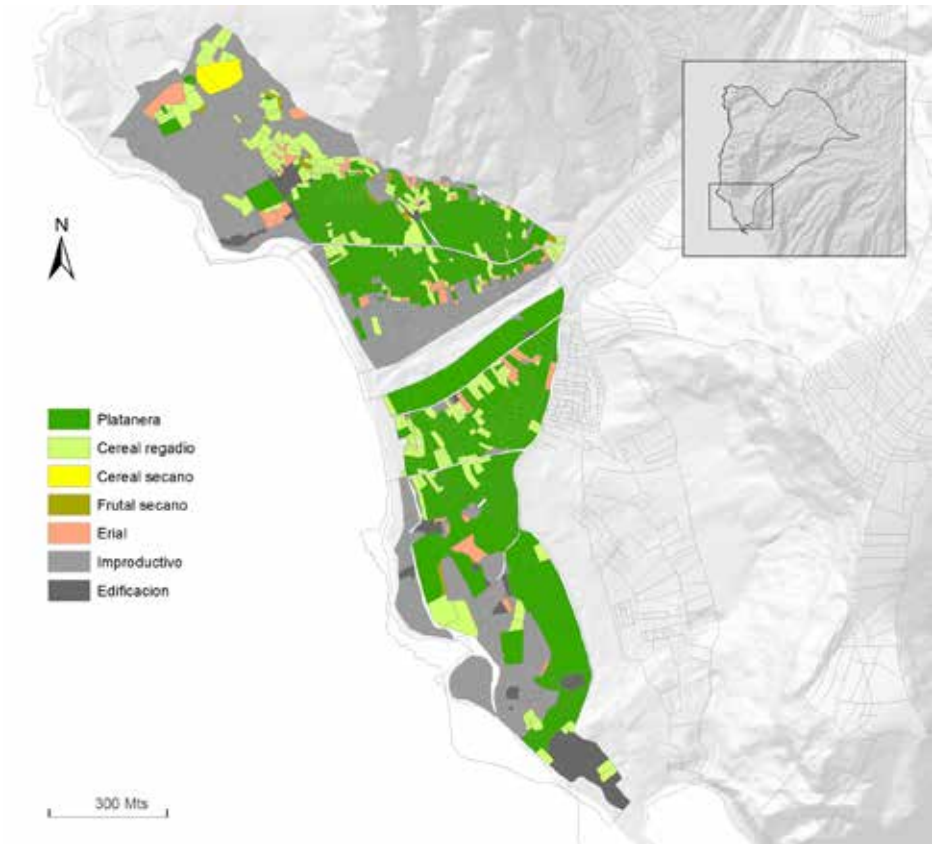 N
Platanera
Cereal regadio
Cereal secano
Frutal secano
Erial
Improductivo
Edificacion
300 Mts